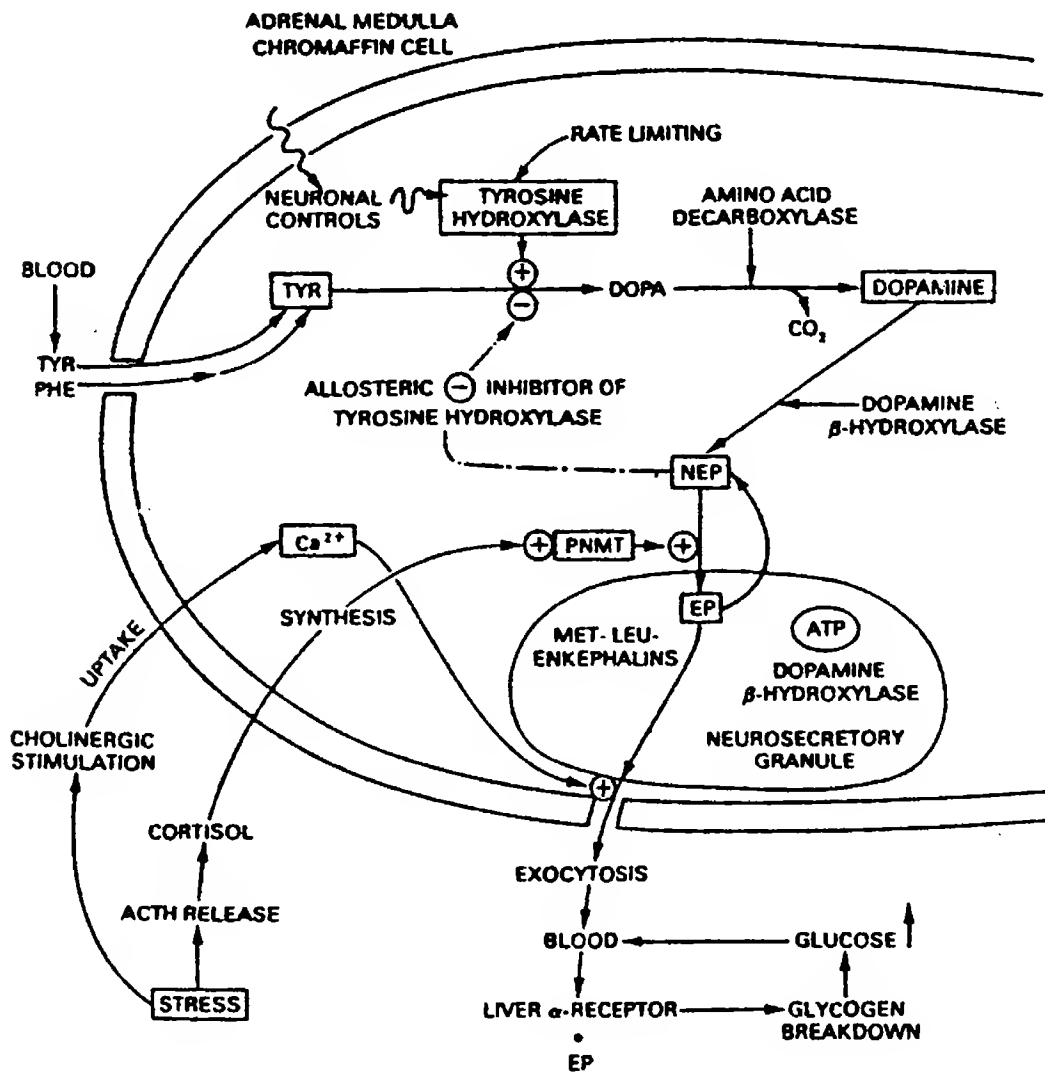 ADRENAL MEDULLA
CHROMAFFIN CELL
RATE LIMITING
NEURONAL
CONTROLS
TYROSINE
HYDROXYLASE
AMINO ACID
DECARBOXYLASE
BLOOD
TYR
PHE
TYR
+
−
DOPA
CO₂
DOPAMINE
ALLOSTERIC − INHIBITOR OF
TYROSINE HYDROXYLASE
DOPAMINE
β-HYDROXYLASE
NEP
Ca²⁺
+ PNMT +
SYNTHESIS
UPTAKE
EP
MET- LEU-
ENKEPHALINS
ATP
DOPAMINE
β-HYDROXYLASE
NEUROSECRETORY
GRANULE
CHOLINERGIC
STIMULATION
+
CORTISOL
ACTH RELEASE
STRESS
EXOCYTOSIS
BLOOD
GLUCOSE
LIVER α-RECEPTOR
•
EP
GLYCOGEN
BREAKDOWN